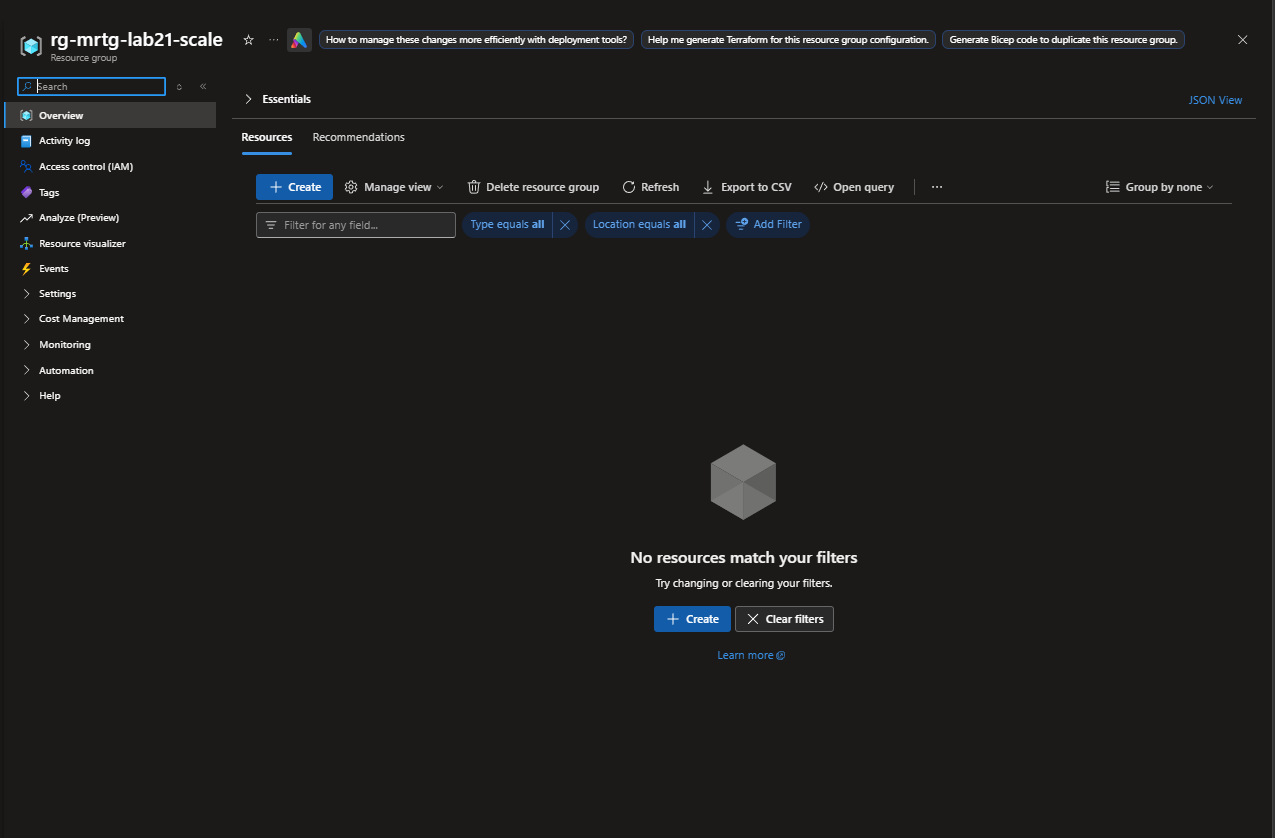 rg-mrtg-lab21-scale
Resource group
How to manage these changes more efficiently with deployment tools?
Help me generate Terraform for this resource group configuration.
Generate Bicep code to duplicate this resource group.
Search
Overview
Activity log
Access control (IAM)
Tags
Analyze (Preview)
Resource visualizer
Events
Settings
Cost Management
Monitoring
Automation
Help
Essentials
JSON View
Resources
Recommendations
Create
Manage view
Delete resource group
Refresh
Export to CSV
Open query
Group by none
Filter for any field...
Type equals all
Location equals all
Add Filter
No resources match your filters
Try changing or clearing your filters.
Create
Clear filters
Learn more